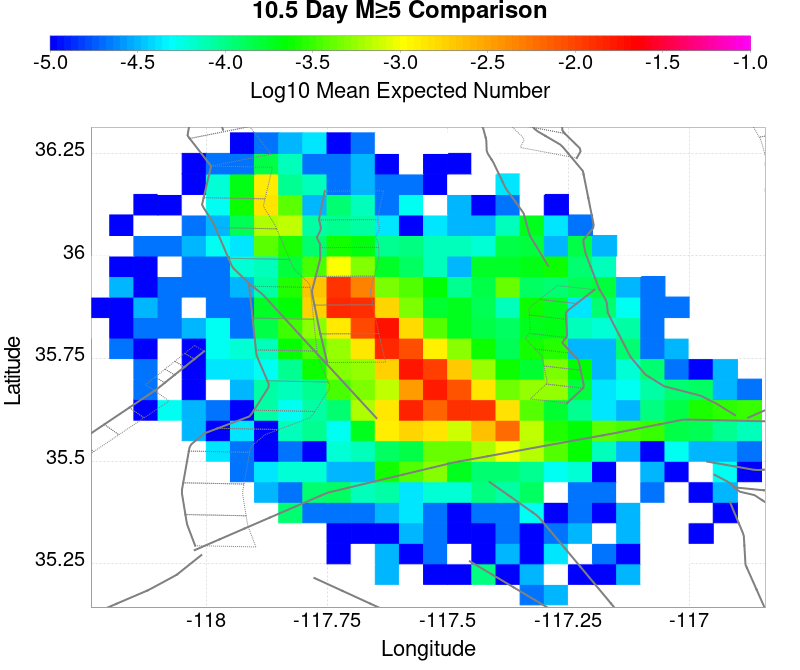 10.5 Day M≥5 Comparison
-5.0 -4.5 -4.0 -3.5 -3.0 -2.5 -2.0 -1.5 -1.0
Log10 Mean Expected Number
36.25
36
35.75
35.5
35.25
Latitude
-118 -117.75 -117.5 -117.25 -117
Longitude